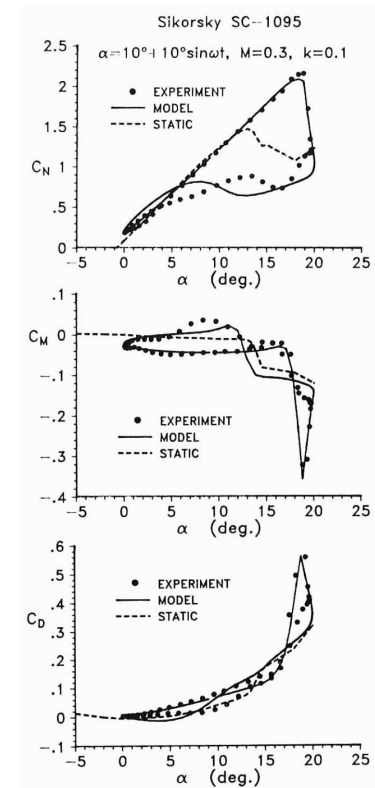 Sikorsky SC-1095
α=10°+10°sinωt, M=0.3, k=0.1
2.5
2
1.5
1
.5
0
C_N
EXPERIMENT
MODEL
STATIC
-5 0 5 10 15 20
α (deg.)
.1
0
-.1
-.2
-.3
-.4
C_M
EXPERIMENT
MODEL
STATIC
-5 0 5 10 15 20
α (deg.)
.6
.5
.4
.3
.2
.1
0
-.1
C_D
EXPERIMENT
MODEL
STATIC
-5 0 5 10 15 20
α (deg.)